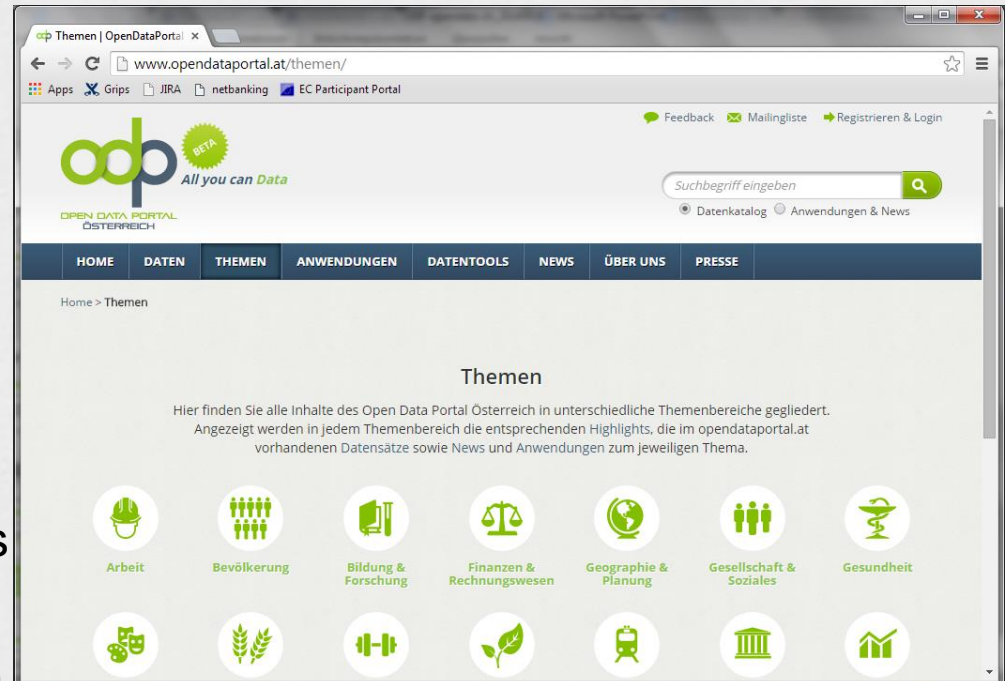 Themen | OpenDataPortal
www.opendataportal.at/themen/
Apps Grips JIRA netbanking EC Participant Portal
Feedback Mailingliste Registrieren & Login
odp
BETA
All you can Data
OPEN DATA PORTAL
ÖSTERREICH
Suchbegriff eingeben
Datenkatalog Anwendungen & News
HOME DATEN THEMEN ANWENDUNGEN DATENTOOLS NEWS ÜBER UNS PRESSE
Home > Themen
Themen
Hier finden Sie alle Inhalte des Open Data Portal Österreich in unterschiedliche Themenbereiche gegliedert.
Angezeigt werden in jedem Themenbereich die entsprechenden Highlights, die im opendataportal.at
vorhandenen Datensätze sowie News und Anwendungen zum jeweiligen Thema.
s
Arbeit Bevölkerung Bildung & Forschung Finanzen & Rechnungswesen Geographie & Planung Gesellschaft & Soziales Gesundheit